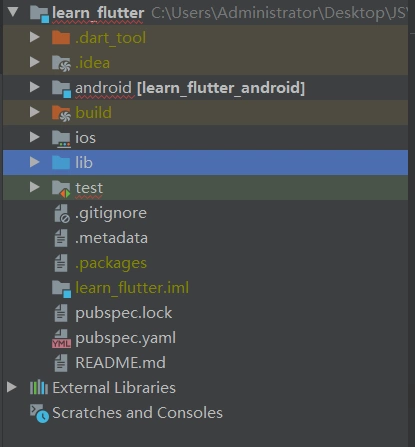 learn_flutter C:\Users\Administrator\Desktop\JS
.dart_tool
.idea
android [learn_flutter_android]
build
ios
lib
test
.gitignore
.metadata
.packages
learn_flutter.iml
pubspec.lock
YML pubspec.yaml
README.md
External Libraries
Scratches and Consoles